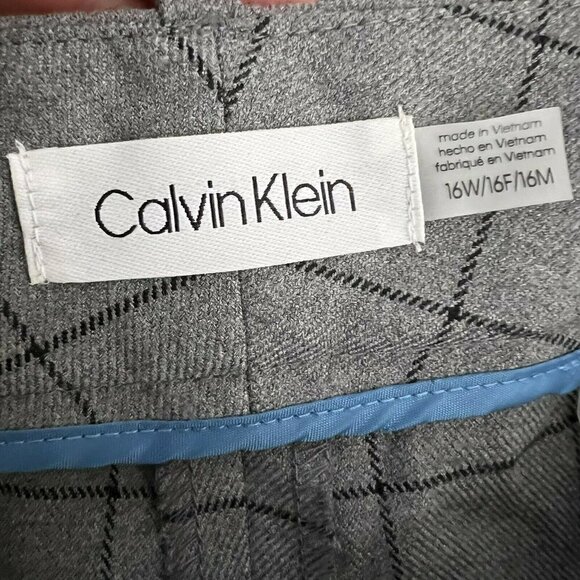 Calvin Klein
made in Vietnam
hecho en Vietnam
fabriqué en Vietnam
16W/16F/16M